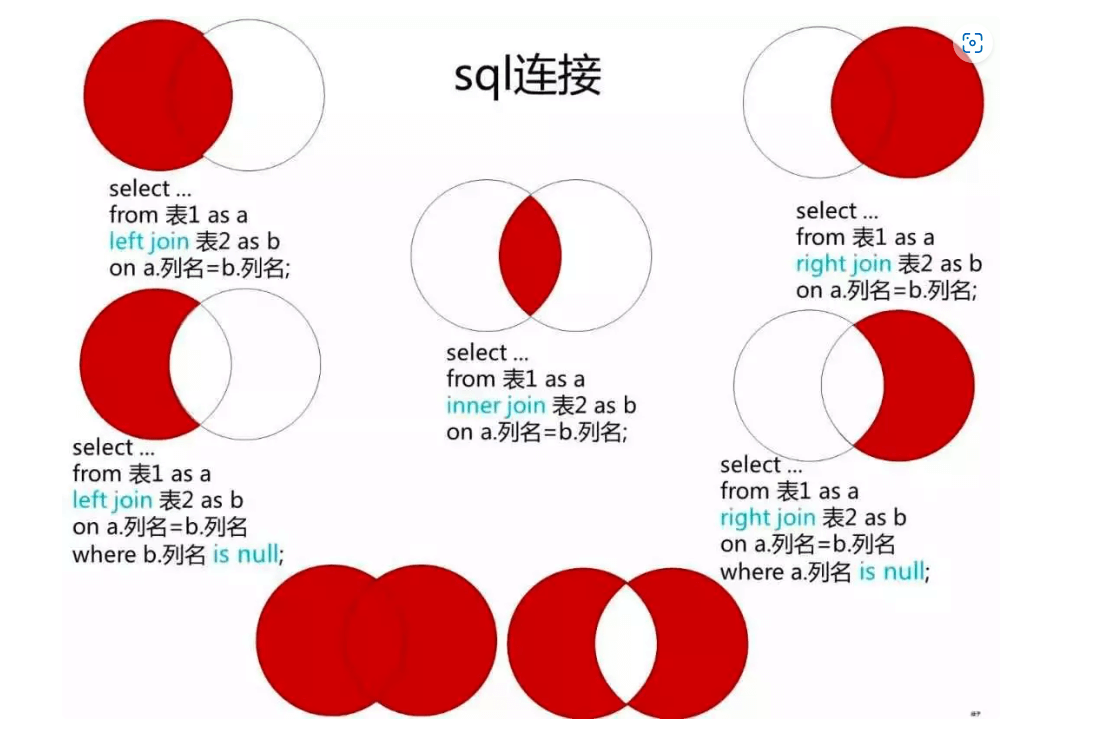 sql连接
select ...
from 表1 as a
left join 表2 as b
on a.列名=b.列名;
select ...
from 表1 as a
right join 表2 as b
on a.列名=b.列名;
select ...
from 表1 as a
inner join 表2 as b
on a.列名=b.列名;
select ...
from 表1 as a
left join 表2 as b
on a.列名=b.列名
where b.列名 is null;
select ...
from 表1 as a
right join 表2 as b
on a.列名=b.列名
where a.列名 is null;